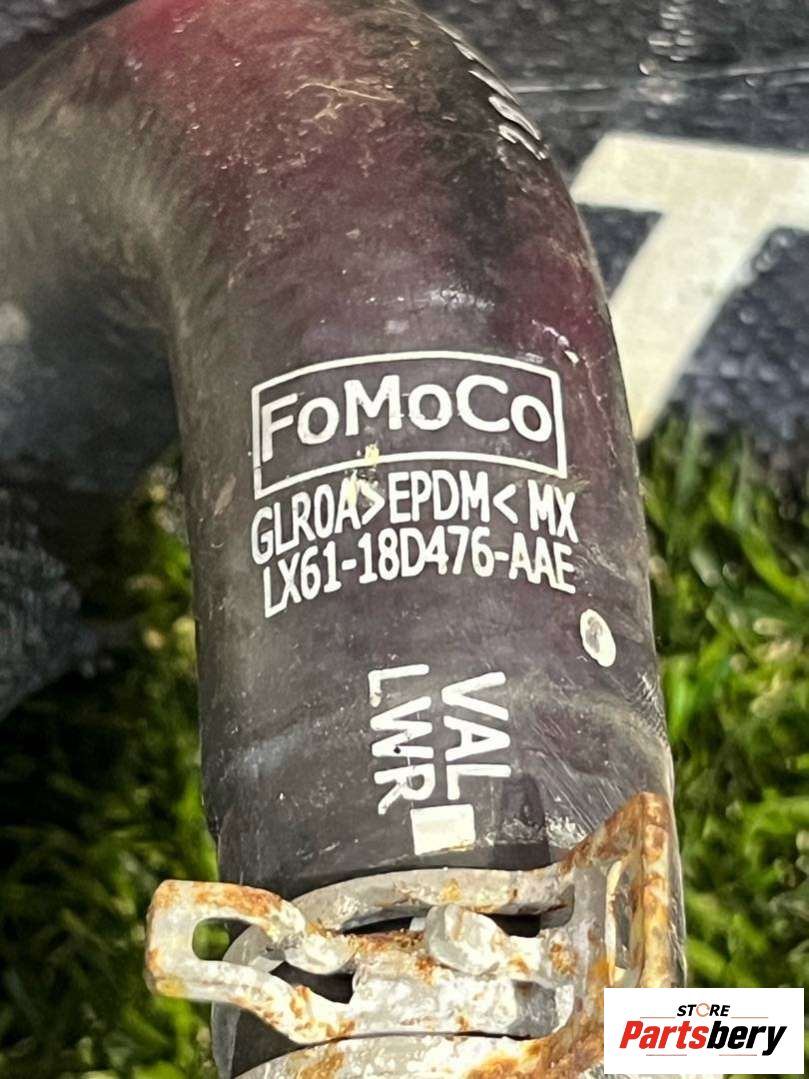 FoMoCo
GLR0A>EPDM< MX
LX61-18D476-AAE
VAL
LWR
T
STORE
Partsbery